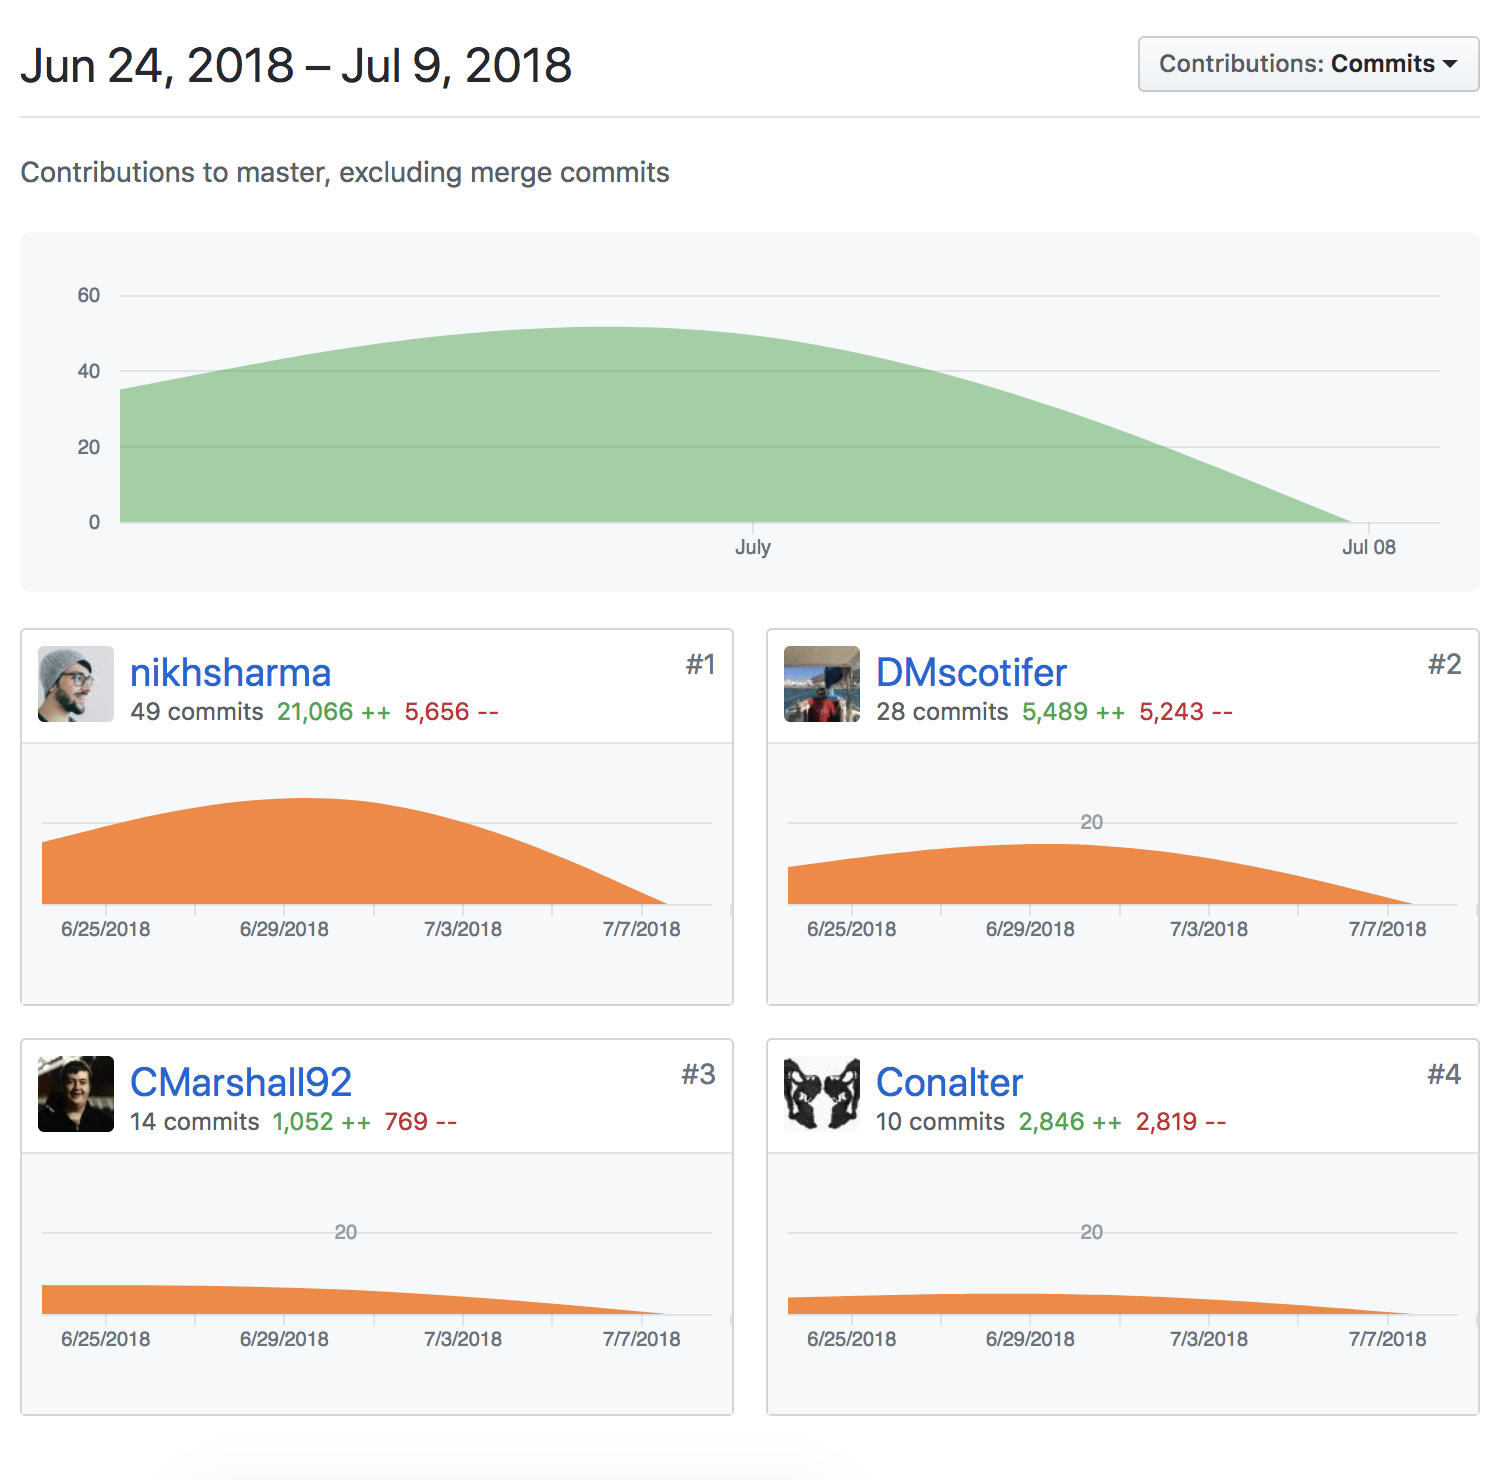 Jun 24, 2018 – Jul 9, 2018
Contributions: Commits
Contributions to master, excluding merge commits
60
40
20
0
July
Jul 08
nikhsharma
#1
49 commits 21,066 ++ 5,656 --
6/25/2018 6/29/2018 7/3/2018 7/7/2018
DMscotifer
#2
28 commits 5,489 ++ 5,243 --
20
6/25/2018 6/29/2018 7/3/2018 7/7/2018
CMarshall92
#3
14 commits 1,052 ++ 769 --
20
6/25/2018 6/29/2018 7/3/2018 7/7/2018
Conalter
#4
10 commits 2,846 ++ 2,819 --
20
6/25/2018 6/29/2018 7/3/2018 7/7/2018